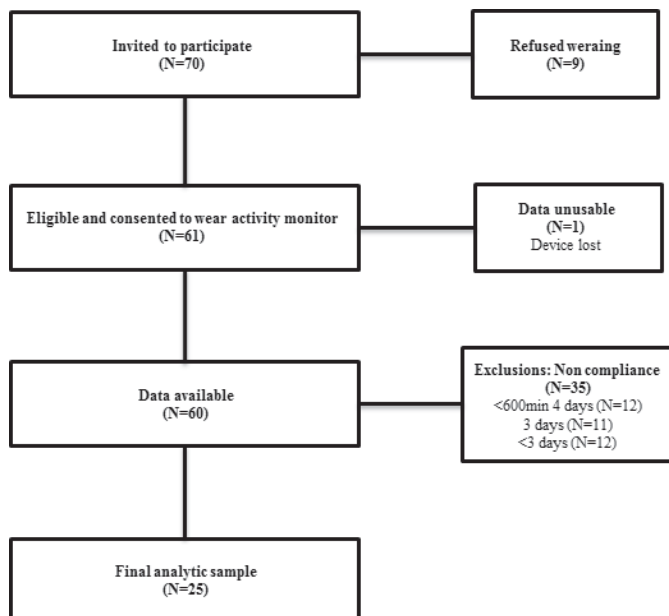 Invited to participate
(N=70)
Refused weraing
(N=9)
Eligible and consented to wear activity monitor
(N=61)
Data unusable
(N=1)
Device lost
Data available
(N=60)
Exclusions: Non compliance
(N=35)
<600min 4 days (N=12)
3 days (N=11)
<3 days (N=12)
Final analytic sample
(N=25)